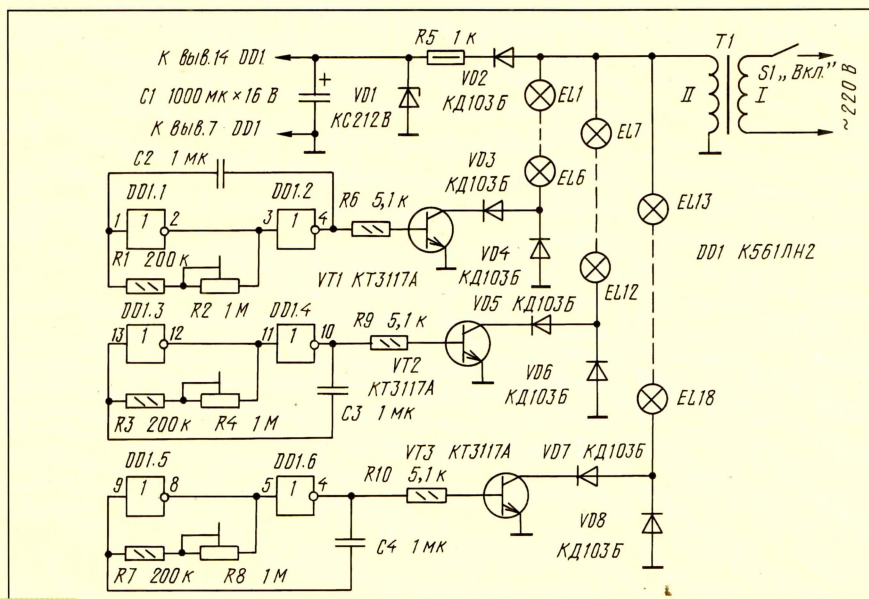 К выв.14 DD1
R5 1 к
VD2
КД103Б
С1 1000 мк × 16 В
VD1
КС212В
К выв.7 DD1
EL1
EL6
EL7
EL12
EL13
EL18
T1
II
I
S1 „Вкл.”
~220 В
DD1 К561ЛН2
С2 1 мк
DD1.1
1
1
2
DD1.2
3
1
4
R6 5,1 к
VD3
КД103Б
VD4
КД103Б
R1 200 к
R2 1 М
VT1 КТ3117А
DD1.3
13
1
12
DD1.4
11
1
10
R9 5,1 к
VD5 КД103Б
VT2
КТ3117А
VD6
КД103Б
R3 200 к
R4 1 М
С3 1 мк
DD1.5
9
1
8
DD1.6
5
1
4
R10 5,1 к
VT3 КТ3117А
VD7 КД103Б
VD8
КД103Б
R7 200 к
R8 1 М
С4 1 мк